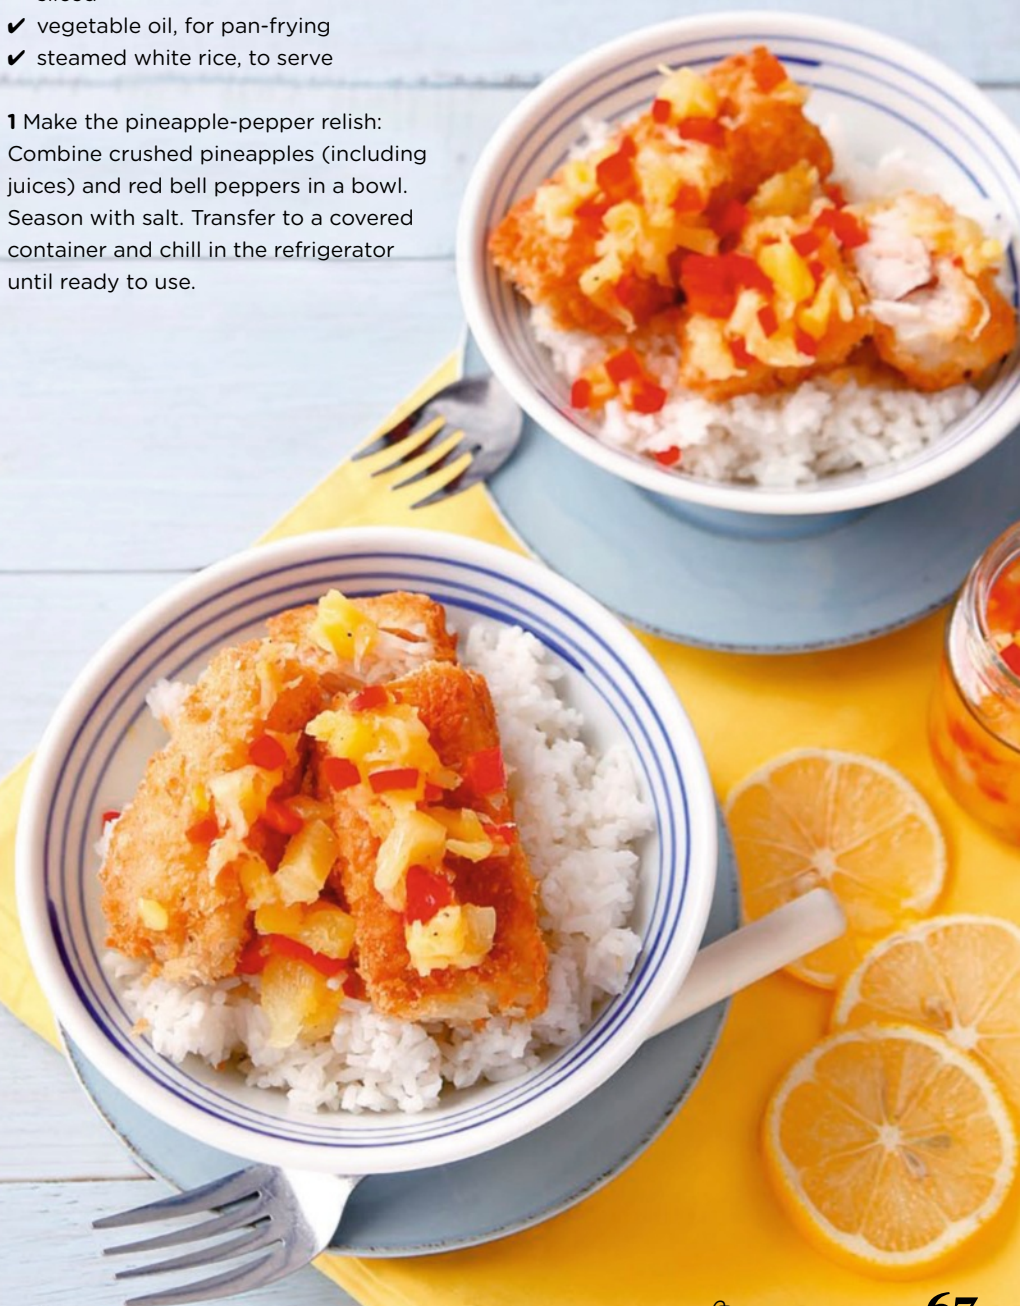 sliced
✔ vegetable oil, for pan-frying
✔ steamed white rice, to serve
1 Make the pineapple-pepper relish:
Combine crushed pineapples (including
juices) and red bell peppers in a bowl.
Season with salt. Transfer to a covered
container and chill in the refrigerator
until ready to use.
67